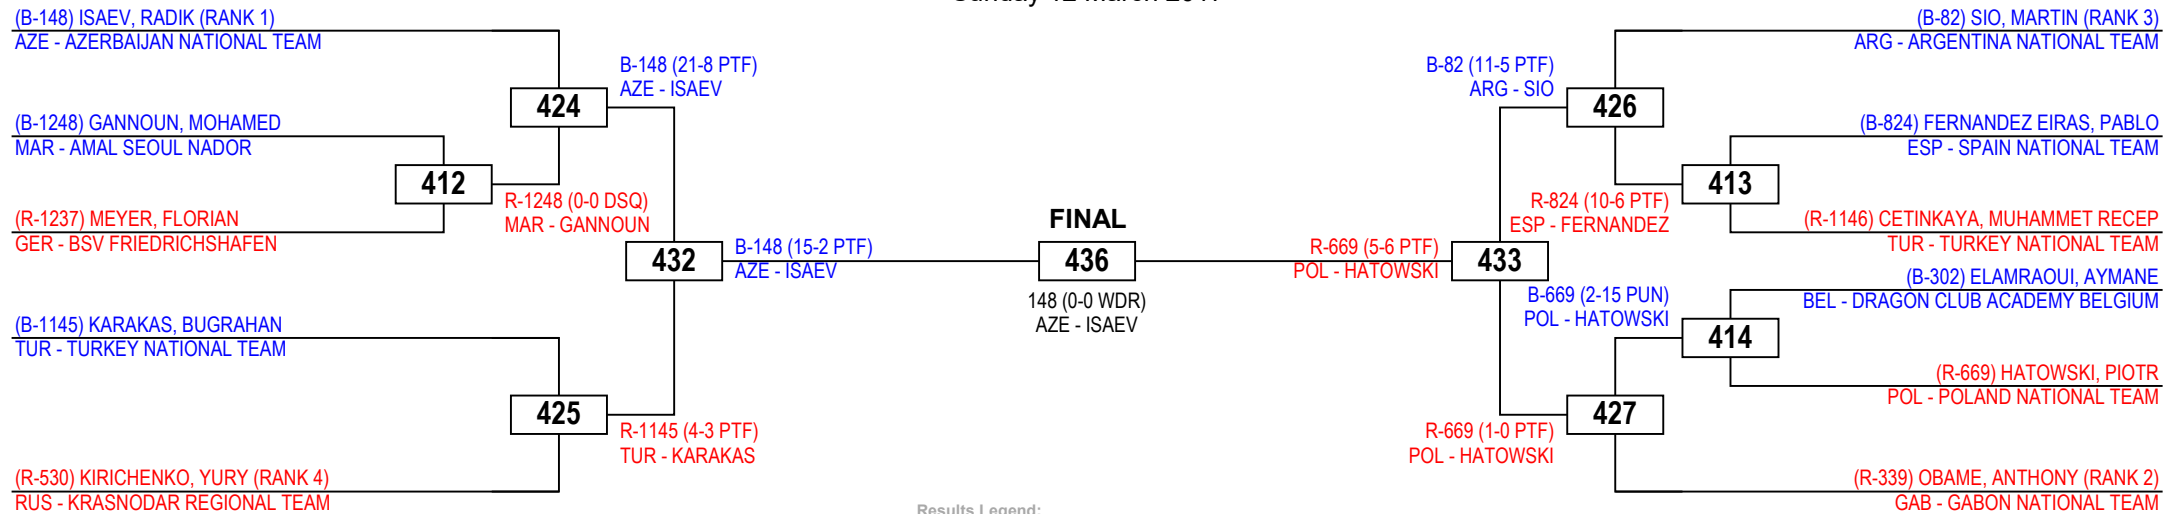 (B-148) ISAEV, RADIK (RANK 1)
AZE - AZERBAIJAN NATIONAL TEAM
B-148 (21-8 PTF)
AZE - ISAEV
424
(B-1248) GANNOUN, MOHAMED
MAR - AMAL SEOUL NADOR
412
(R-1237) MEYER, FLORIAN
GER - BSV FRIEDRICHSHAFEN
R-1248 (0-0 DSQ)
MAR - GANNOUN
432
B-148 (15-2 PTF)
AZE - ISAEV
(B-1145) KARAKAS, BUGRAHAN
TUR - TURKEY NATIONAL TEAM
425
R-1145 (4-3 PTF)
TUR - KARAKAS
(R-530) KIRICHENKO, YURY (RANK 4)
RUS - KRASNODAR REGIONAL TEAM
FINAL
436
148 (0-0 WDR)
AZE - ISAEV
(B-82) SIO, MARTIN (RANK 3)
ARG - ARGENTINA NATIONAL TEAM
B-82 (11-5 PTF)
ARG - SIO
426
(B-824) FERNANDEZ EIRAS, PABLO
ESP - SPAIN NATIONAL TEAM
413
R-824 (10-6 PTF)
ESP - FERNANDEZ
(R-1146) CETINKAYA, MUHAMMET RECEP
TUR - TURKEY NATIONAL TEAM
R-669 (5-6 PTF)
POL - HATOWSKI
433
(B-302) ELAMRAOUI, AYMANE
BEL - DRAGON CLUB ACADEMY BELGIUM
B-669 (2-15 PUN)
POL - HATOWSKI
414
(R-669) HATOWSKI, PIOTR
POL - POLAND NATIONAL TEAM
427
R-669 (1-0 PTF)
POL - HATOWSKI
(R-339) OBAME, ANTHONY (RANK 2)
GAB - GABON NATIONAL TEAM
Results Legend: